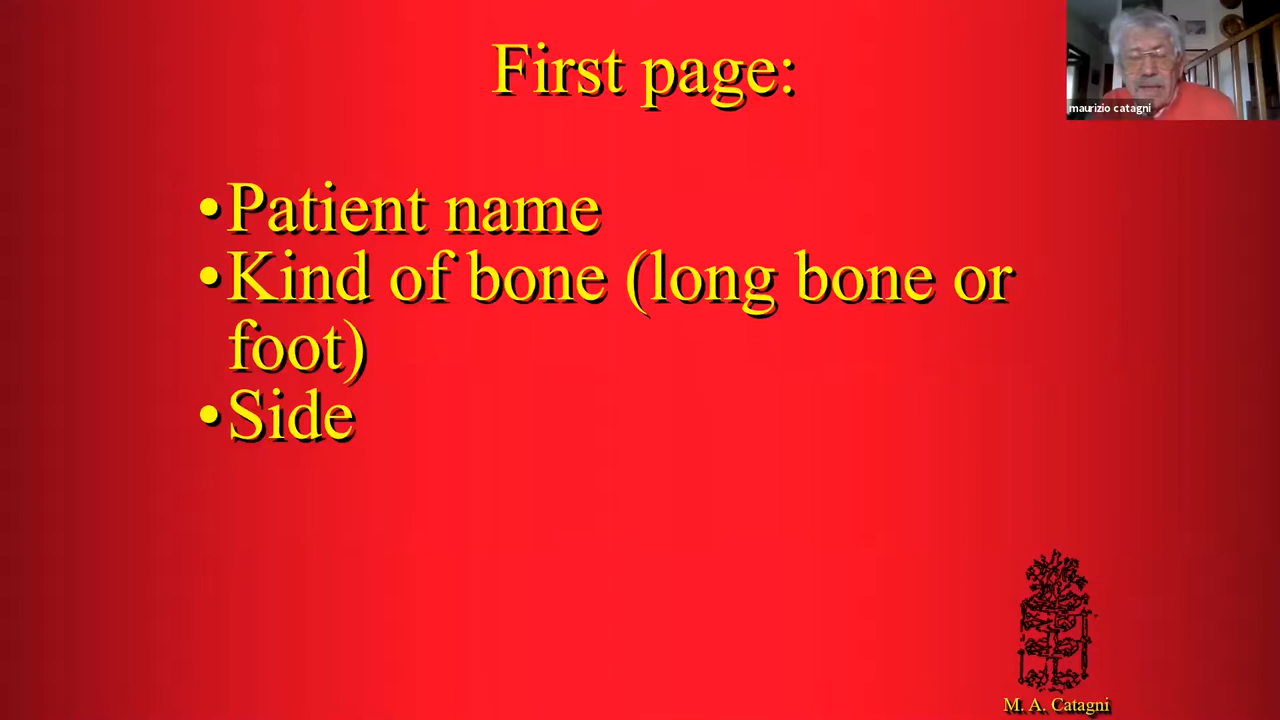 First page:
maurizio catagni
•Patient name
•Kind of bone (long bone or
foot)
•Side
M. A. Catagni